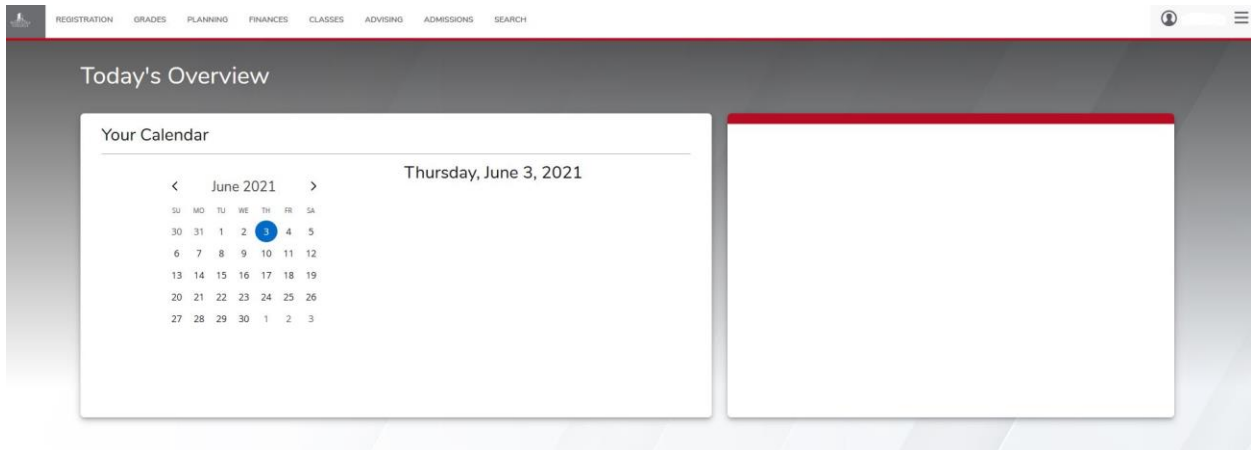 REGISTRATION GRADES PLANNING FINANCES CLASSES ADVISING ADMISSIONS SEARCH
Today's Overview
Your Calendar
Thursday, June 3, 2021
June 2021
SU MO TU WE TH FR SA
30 31 1 2 3 4 5
6 7 8 9 10 11 12
13 14 15 16 17 18 19
20 21 22 23 24 25 26
27 28 29 30 1 2 3